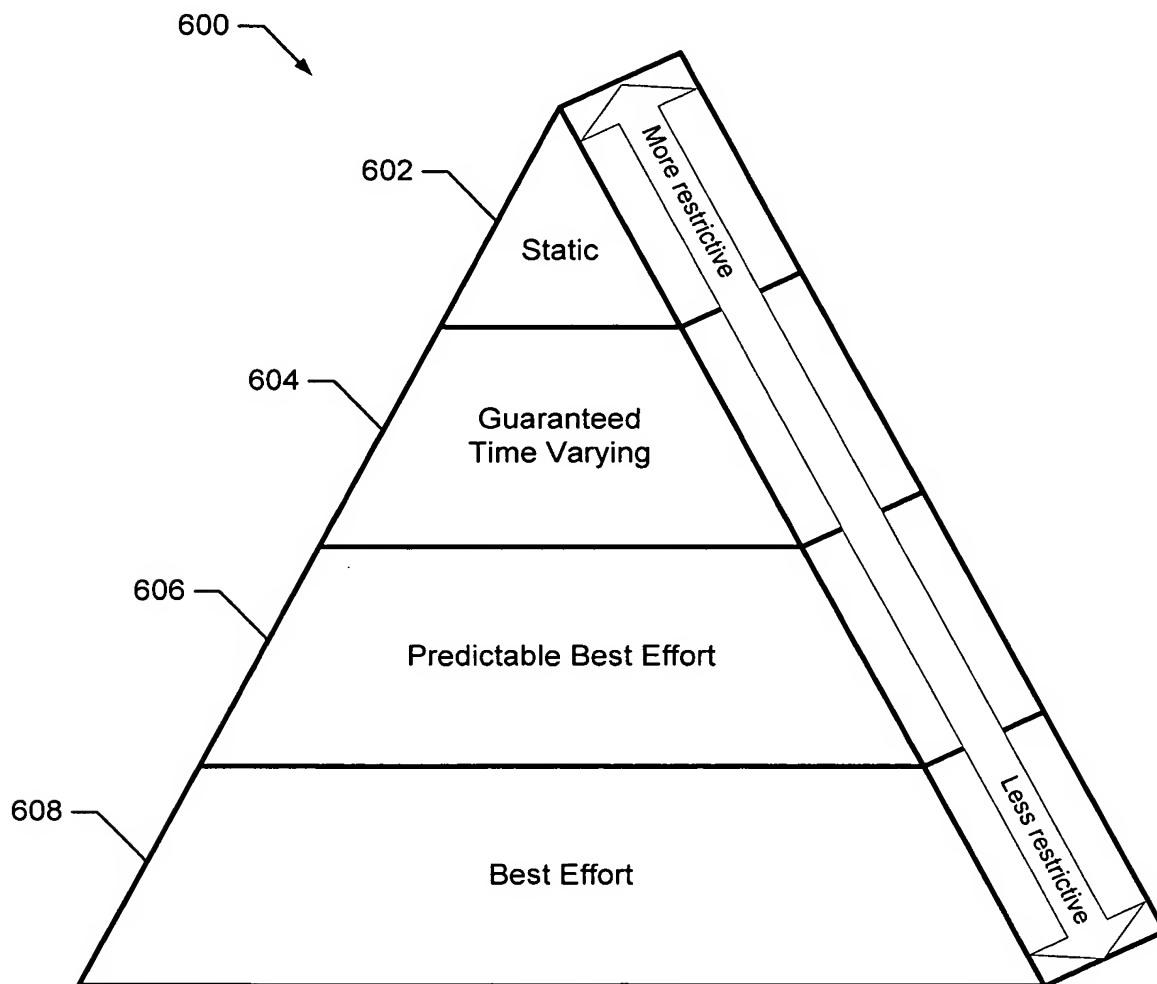 600
602
More restrictive
Static
604
Guaranteed
Time Varying
606
Predictable Best Effort
608
Less restrictive
Best Effort